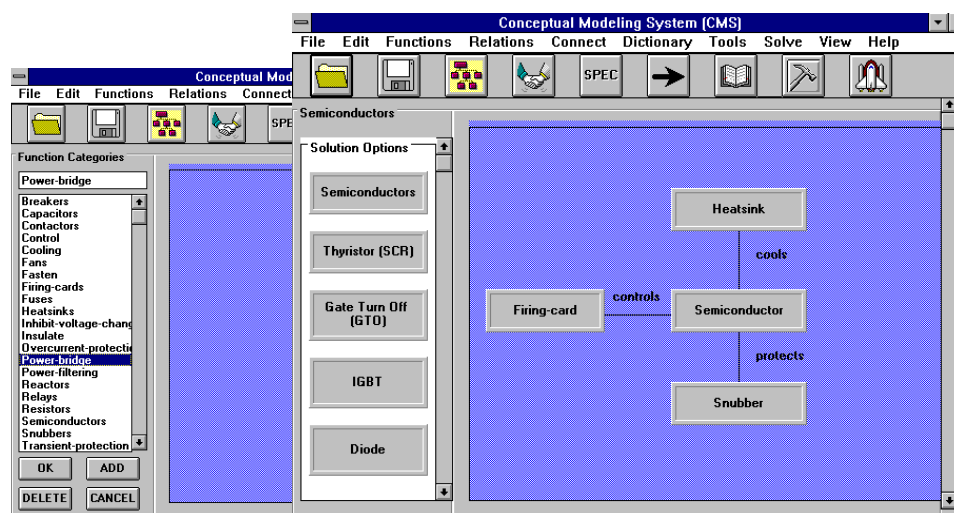 Conceptual Mod
File Edit Functions Relations Connect
SPE
Function Categories
Power-bridge
Breakers
Capacitors
Contactors
Control
Cooling
Fans
Fasten
Firing-cards
Fuses
Heatsinks
Inhibit-voltage-chang
Insulate
Overcurrent-protectio
Power-bridge
Power-filtering
Reactors
Relays
Resistors
Semiconductors
Snubbers
Transient-protection
OK ADD
DELETE CANCEL
Conceptual Modeling System (CMS)
File Edit Functions Relations Connect Dictionary Tools Solve View Help
SPEC
Semiconductors
Solution Options
Semiconductors
Thyristor (SCR)
Gate Turn Off
(GTO)
IGBT
Diode
Heatsink
cools
Firing-card controls Semiconductor
protects
Snubber